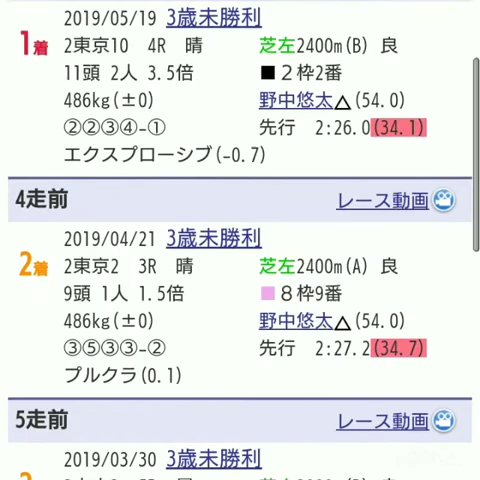 2019/05/19 3歳未勝利
1着
2東京10 4R 晴 芝左2400m(B) 良
11頭 2人 3.5倍 ■2枠2番
486kg(±0) 野中悠太△(54.0)
②②③④-① 先行 2:26.0(34.1)
エクスプローシブ(-0.7)
4走前 レース動画
2019/04/21 3歳未勝利
2着
2東京2 3R 晴 芝左2400m(A) 良
9頭 1人 1.5倍 ■8枠9番
486kg(±0) 野中悠太△(54.0)
③⑤③③-② 先行 2:27.2(34.7)
プルクラ(0.1)
5走前 レース動画
2019/03/30 3歳未勝利